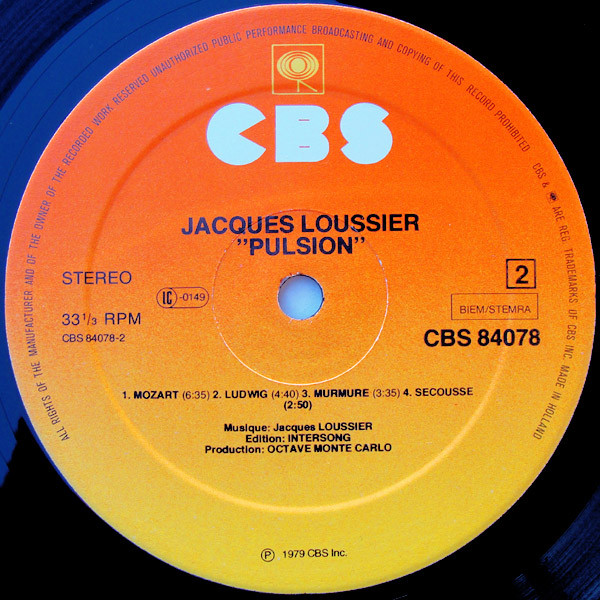 ALL RIGHTS OF THE MANUFACTURER AND OF THE OWNER OF THE RECORDED WORK RESERVED UNAUTHORIZED PUBLIC PERFORMANCE BROADCASTING AND COPYING OF THIS RECORD PROHIBITED
CBS & ARE REG. TRADEMARKS OF CBS INC. MADE IN HOLLAND
CBS
JACQUES LOUSSIER
"PULSION"
STEREO
LC-0149
2
33 1/3 RPM
BIEM/STEMRA
CBS 84078-2
CBS 84078
1. MOZART (6:35) 2. LUDWIG (4:40) 3. MURMURE (3:35) 4. SECOUSSE
(2:50)
Musique: Jacques LOUSSIER
Edition: INTERSONG
Production: OCTAVE MONTE CARLO
℗ 1979 CBS Inc.